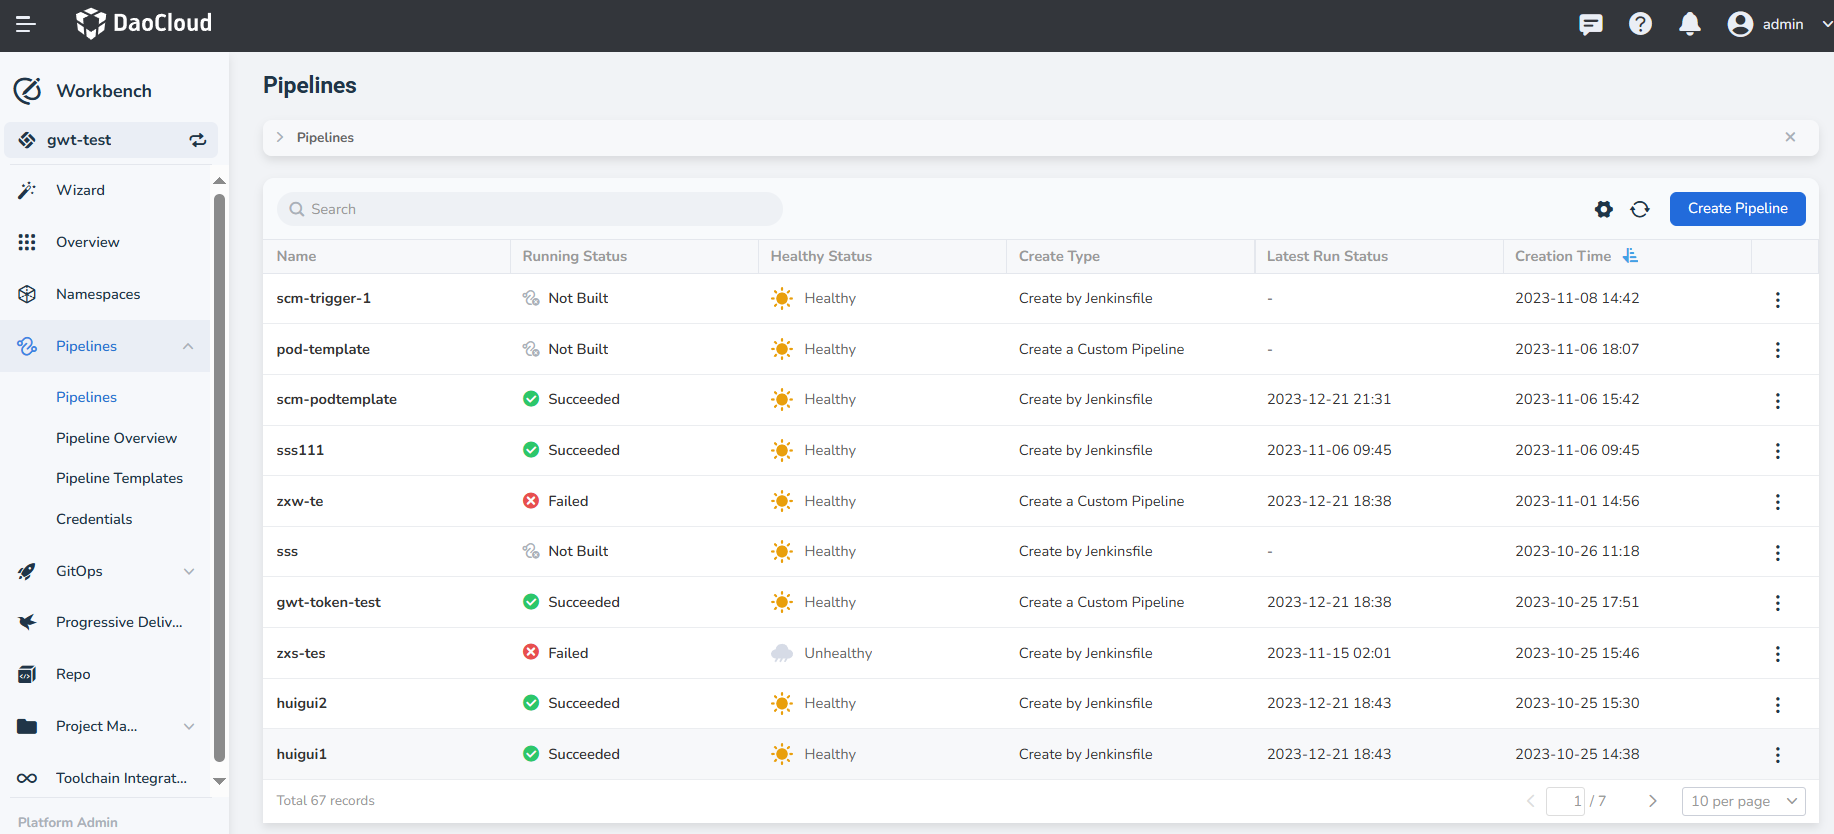 DaoCloud
admin
Workbench
gwt-test
Wizard
Overview
Namespaces
Pipelines
Pipelines
Pipeline Overview
Pipeline Templates
Credentials
GitOps
Progressive Deliv...
Repo
Project Ma...
Toolchain Integrat...
Platform Admin
Pipelines
Pipelines
Search
Create Pipeline
Name Running Status Healthy Status Create Type Latest Run Status Creation Time
scm-trigger-1 Not Built Healthy Create by Jenkinsfile - 2023-11-08 14:42
pod-template Not Built Healthy Create a Custom Pipeline - 2023-11-06 18:07
scm-podtemplate Succeeded Healthy Create by Jenkinsfile 2023-12-21 21:31 2023-11-06 15:42
sss111 Succeeded Healthy Create by Jenkinsfile 2023-11-06 09:45 2023-11-06 09:45
zxw-te Failed Healthy Create a Custom Pipeline 2023-12-21 18:38 2023-11-01 14:56
sss Not Built Healthy Create by Jenkinsfile - 2023-10-26 11:18
gwt-token-test Succeeded Healthy Create a Custom Pipeline 2023-12-21 18:38 2023-10-25 17:51
zxs-tes Failed Unhealthy Create by Jenkinsfile 2023-11-15 02:01 2023-10-25 15:46
huigui2 Succeeded Healthy Create by Jenkinsfile 2023-12-21 18:43 2023-10-25 15:30
huigui1 Succeeded Healthy Create by Jenkinsfile 2023-12-21 18:43 2023-10-25 14:38
Total 67 records 1 / 7 10 per page